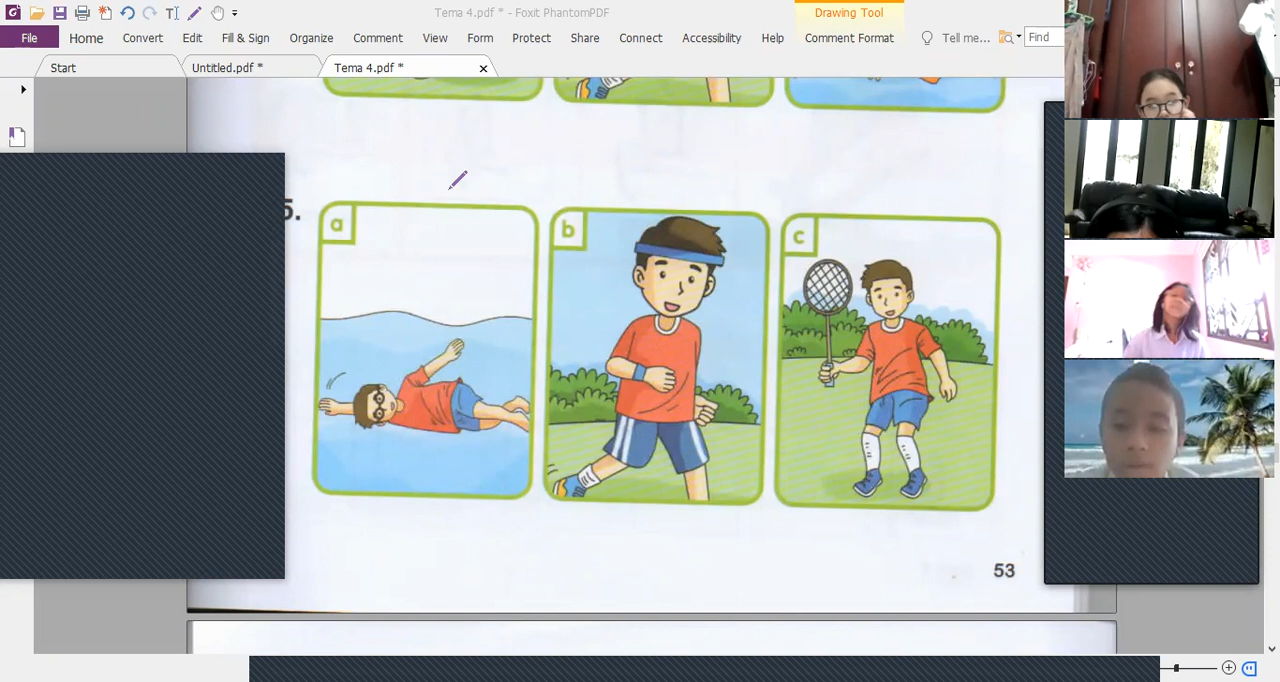 Tema 4.pdf * - Foxit PhantomPDF
Drawing Tool
File Home Convert Edit Fill & Sign Organize Comment View Form Protect Share Connect Accessibility Help Comment Format Tell me... Find
Start Untitled.pdf * Tema 4.pdf *
5.
a b c
53